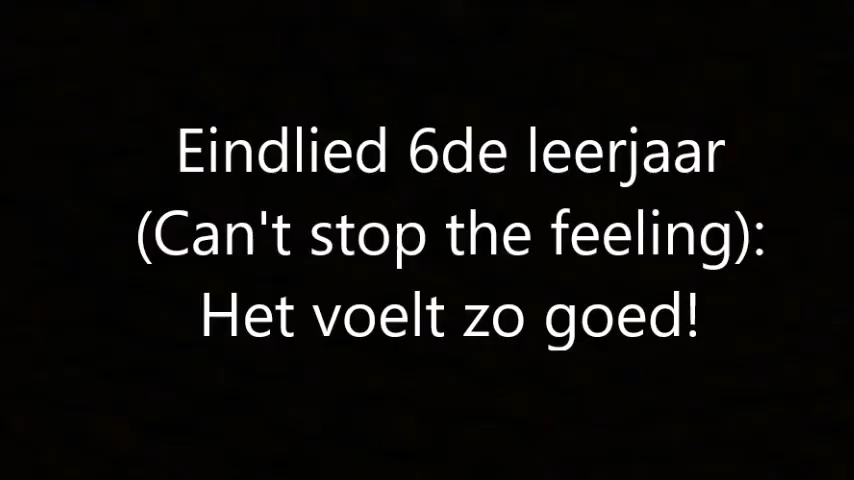 Eindlied 6de leerjaar
(Can't stop the feeling):
Het voelt zo goed!